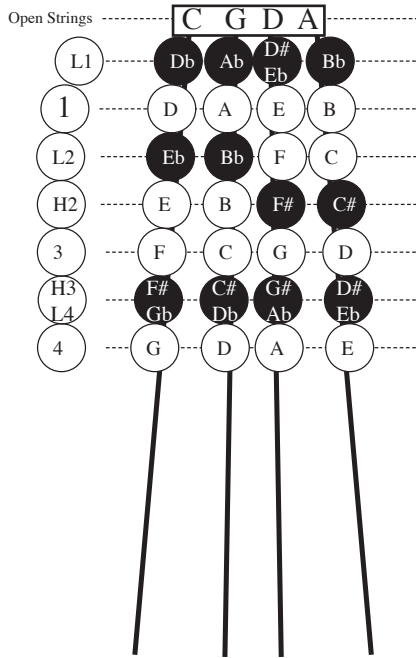 Open Strings C G D A
L1 Db Ab D# Eb Bb
1 D A E B
L2 Eb Bb F C
H2 E B F# C#
3 F C G D
H3 F# C# G# D#
L4 Gb Db Ab Eb
4 G D A E